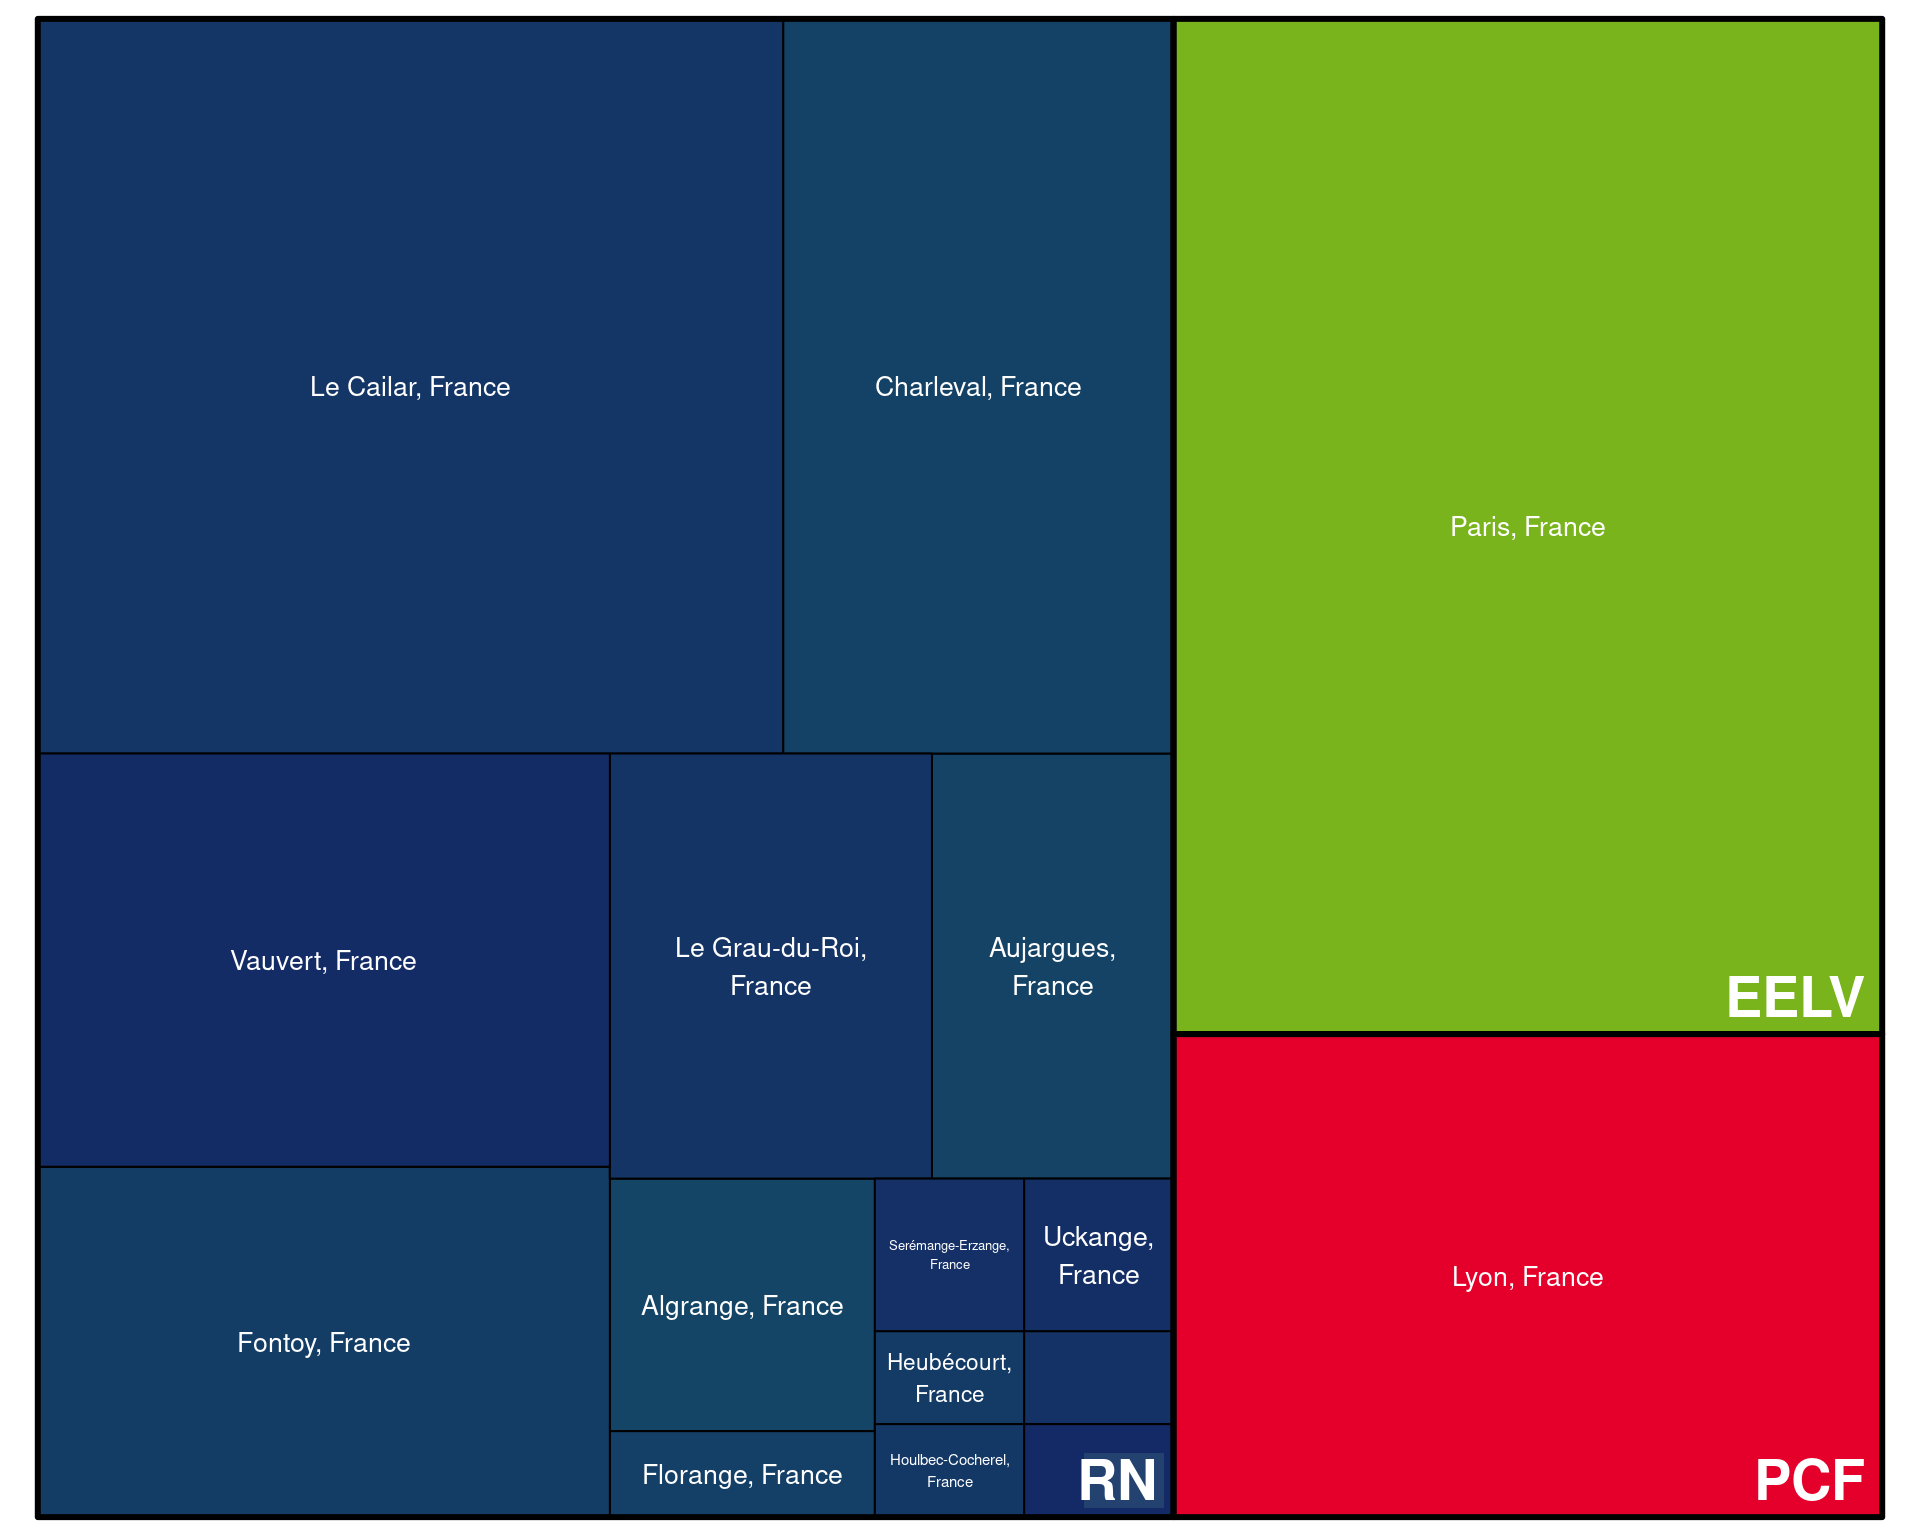 Le Cailar, France
Charleval, France
Paris, France
EELV
Vauvert, France
Le Grau-du-Roi,
France
Aujargues,
France
Fontoy, France
Algrange, France
Serémange-Erzange,
France
Uckange,
France
Heubécourt,
France
Florange, France
Houlbec-Cocherel,
France
RN
Lyon, France
PCF